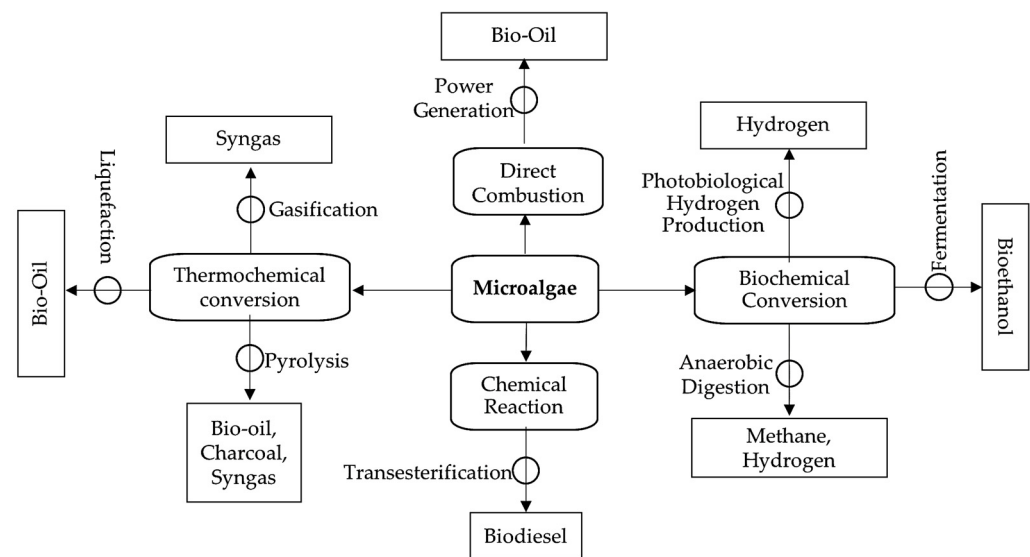 Bio-Oil
Power
Generation
Syngas
Hydrogen
Liquefaction
Gasification
Direct
Combustion
Photobiological
Hydrogen
Production
Fermentation
Bio-Oil
Thermochemical
conversion
Microalgae
Biochemical
Conversion
Bioethanol
Pyrolysis
Chemical
Reaction
Anaerobic
Digestion
Bio-oil,
Charcoal,
Syngas
Transesterification
Methane,
Hydrogen
Biodiesel